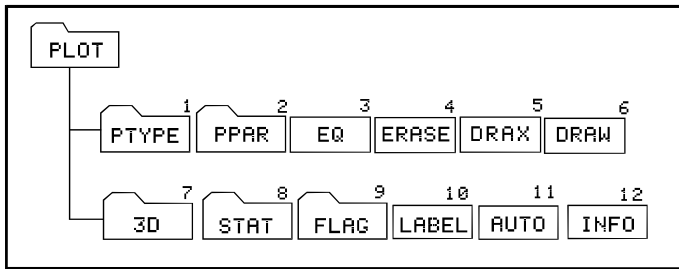 PLOT
1 2 3 4 5 6
PTYPE PPAR EQ ERASE DRAX DRAW
7 8 9 10 11 12
3D STAT FLAG LABEL AUTO INFO